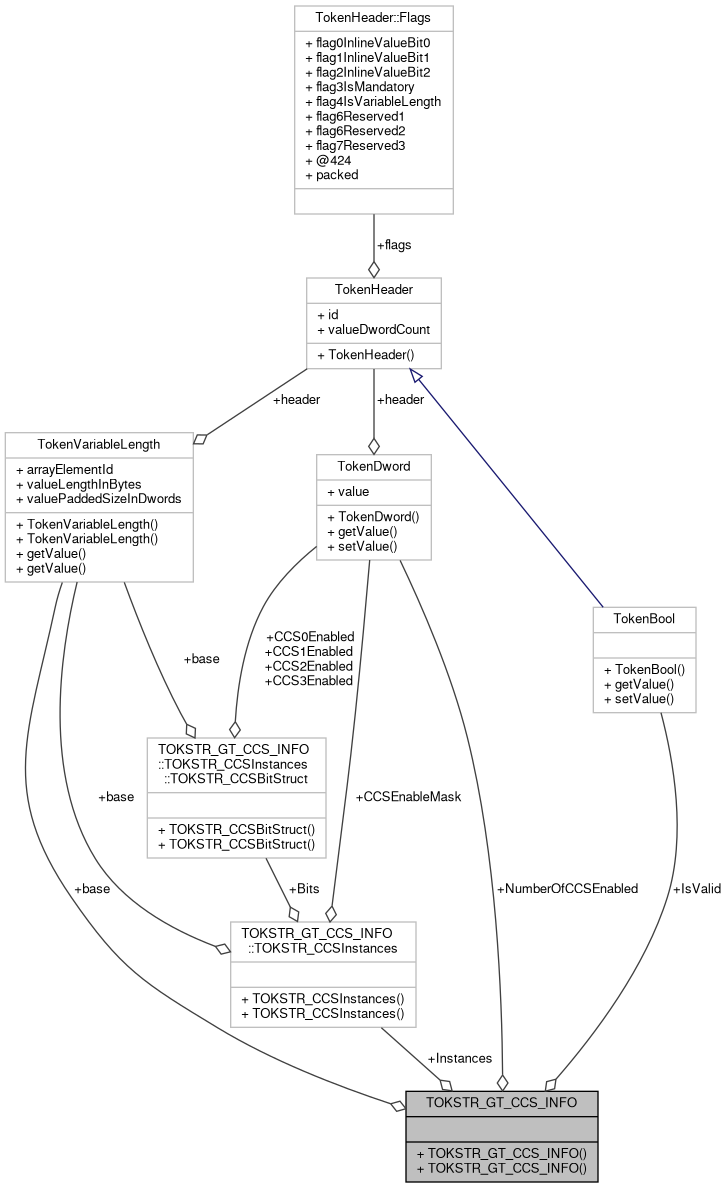 TokenHeader::Flags
+ flag0InlineValueBit0
+ flag1InlineValueBit1
+ flag2InlineValueBit2
+ flag3IsMandatory
+ flag4IsVariableLength
+ flag6Reserved1
+ flag6Reserved2
+ flag7Reserved3
+ @424
+ packed
+flags
TokenHeader
+ id
+ valueDwordCount
+ TokenHeader()
+header
+header
TokenVariableLength
+ arrayElementId
+ valueLengthInBytes
+ valuePaddedSizeInDwords
+ TokenVariableLength()
+ TokenVariableLength()
+ getValue()
+ getValue()
TokenDword
+ value
+ TokenDword()
+ getValue()
+ setValue()
TokenBool
+ TokenBool()
+ getValue()
+ setValue()
+base
+CCS0Enabled
+CCS1Enabled
+CCS2Enabled
+CCS3Enabled
TOKSTR_GT_CCS_INFO
::TOKSTR_CCSInstances
::TOKSTR_CCSBitStruct
+ TOKSTR_CCSBitStruct()
+ TOKSTR_CCSBitStruct()
+base
+CCSEnableMask
+base
+Bits
+NumberOfCCSEnabled
+IsValid
TOKSTR_GT_CCS_INFO
::TOKSTR_CCSInstances
+ TOKSTR_CCSInstances()
+ TOKSTR_CCSInstances()
+Instances
TOKSTR_GT_CCS_INFO
+ TOKSTR_GT_CCS_INFO()
+ TOKSTR_GT_CCS_INFO()